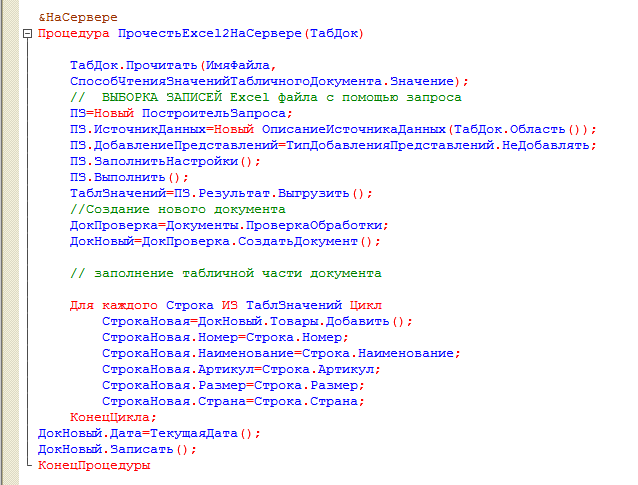 &НаСервере
Процедура ПрочестьExcel2НаСервере(ТабДок)
ТабДок.Прочитать(ИмяФайла,
СпособЧтенияЗначенийТабличногоДокумента.Значение);
//  ВЫБОРКА ЗАПИСЕЙ Excel файла с помощью запроса
ПЗ=Новый ПостроительЗапроса;
ПЗ.ИсточникДанных=Новый ОписаниеИсточникаДанных(ТабДок.Область());
ПЗ.ДобавлениеПредставлений=ТипДобавленияПредставлений.НеДобавлять;
ПЗ.ЗаполнитьНастройки();
ПЗ.Выполнить();
ТаблЗначений=ПЗ.Результат.Выгрузить();
//Создание нового документа
ДокПроверка=Документы.ПроверкаОбработки;
ДокНовый=ДокПроверка.СоздатьДокумент();
// заполнение табличной части документа
Для каждого Строка ИЗ ТаблЗначений Цикл
СтрокаНовая=ДокНовый.Товары.Добавить();
СтрокаНовая.Номер=Строка.Номер;
СтрокаНовая.Наименование=Строка.Наименование;
СтрокаНовая.Артикул=Строка.Артикул;
СтрокаНовая.Размер=Строка.Размер;
СтрокаНовая.Страна=Строка.Страна;
КонецЦикла;
ДокНовый.Дата=ТекущаяДата();
ДокНовый.Записать();
КонецПроцедуры